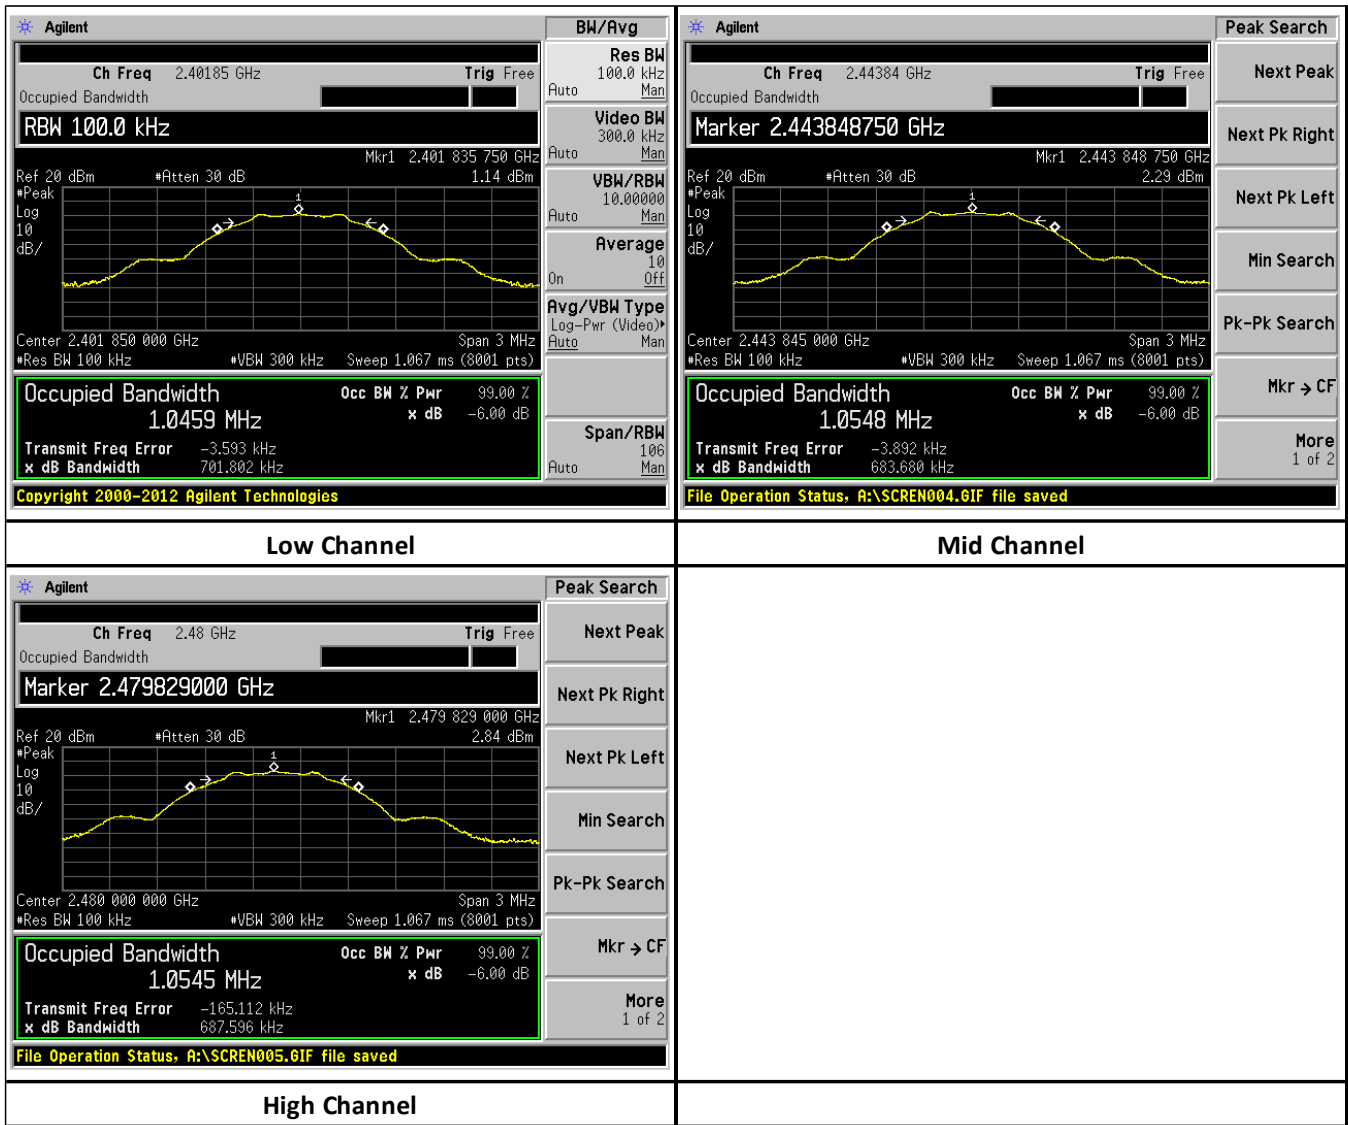 Agilent
BW/Avg
Ch Freq 2.40185 GHz Trig Free
Occupied Bandwidth
RBW 100.0 kHz
Mkr1 2.401 835 750 GHz
Ref 20 dBm #Atten 30 dB 1.14 dBm
#Peak
Log
10
dB/
1
Center 2.401 850 000 GHz Span 3 MHz
#Res BW 100 kHz #VBW 300 kHz Sweep 1.067 ms (8001 pts)
Occupied Bandwidth Occ BW % Pwr 99.00 %
1.0459 MHz x dB -6.00 dB
Transmit Freq Error -3.593 kHz
x dB Bandwidth 701.802 kHz
Copyright 2000-2012 Agilent Technologies
Res BW
100.0 kHz
Auto Man
Video BW
300.0 kHz
Auto Man
VBW/RBW
10.00000
Auto Man
Average
10
On Off
Avg/VBW Type
Log-Pwr (Video)
Auto Man
Span/RBW
106
Auto Man
Low Channel
Agilent
Peak Search
Ch Freq 2.44384 GHz Trig Free
Occupied Bandwidth
Marker 2.443848750 GHz
Mkr1 2.443 848 750 GHz
Ref 20 dBm #Atten 30 dB 2.29 dBm
#Peak
Log
10
dB/
1
Center 2.443 845 000 GHz Span 3 MHz
#Res BW 100 kHz #VBW 300 kHz Sweep 1.067 ms (8001 pts)
Occupied Bandwidth Occ BW % Pwr 99.00 %
1.0548 MHz x dB -6.00 dB
Transmit Freq Error -3.892 kHz
x dB Bandwidth 683.680 kHz
File Operation Status, A:\SCREN004.GIF file saved
Next Peak
Next Pk Right
Next Pk Left
Min Search
Pk-Pk Search
Mkr → CF
More
1 of 2
Mid Channel
Agilent
Peak Search
Ch Freq 2.48 GHz Trig Free
Occupied Bandwidth
Marker 2.479829000 GHz
Mkr1 2.479 829 000 GHz
Ref 20 dBm #Atten 30 dB 2.84 dBm
#Peak
Log
10
dB/
1
Center 2.480 000 000 GHz Span 3 MHz
#Res BW 100 kHz #VBW 300 kHz Sweep 1.067 ms (8001 pts)
Occupied Bandwidth Occ BW % Pwr 99.00 %
1.0545 MHz x dB -6.00 dB
Transmit Freq Error -165.112 kHz
x dB Bandwidth 687.596 kHz
File Operation Status, A:\SCREN005.GIF file saved
Next Peak
Next Pk Right
Next Pk Left
Min Search
Pk-Pk Search
Mkr → CF
More
1 of 2
High Channel